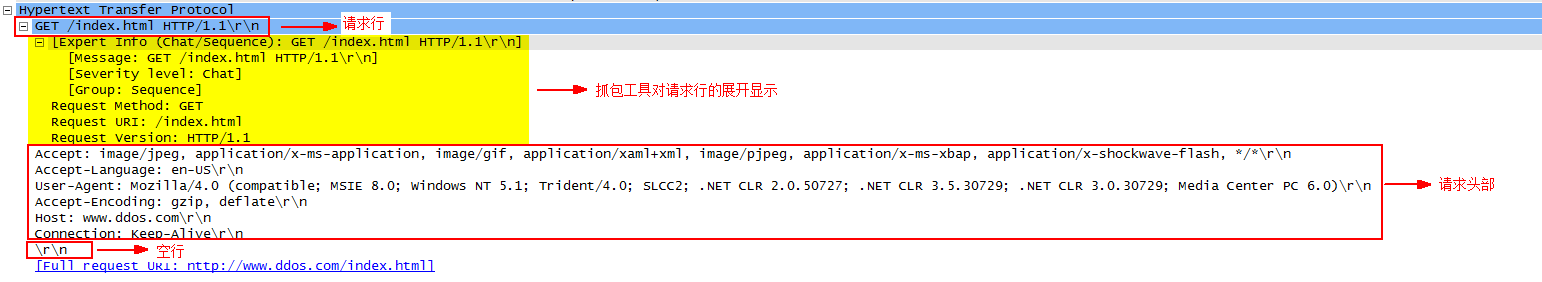 Hypertext Transfer Protocol
GET /index.html HTTP/1.1\r\n 请求行
[Expert Info (Chat/Sequence): GET /index.html HTTP/1.1\r\n]
[Message: GET /index.html HTTP/1.1\r\n]
[Severity level: Chat]
[Group: Sequence] 抓包工具对请求行的展开显示
Request Method: GET
Request URI: /index.html
Request Version: HTTP/1.1
Accept: image/jpeg, application/x-ms-application, image/gif, application/xaml+xml, image/pjpeg, application/x-ms-xbap, application/x-shockwave-flash, */*\r\n
Accept-Language: en-US\r\n
User-Agent: Mozilla/4.0 (compatible; MSIE 8.0; Windows NT 5.1; Trident/4.0; SLCC2; .NET CLR 2.0.50727; .NET CLR 3.5.30729; .NET CLR 3.0.30729; Media Center PC 6.0)\r\n 请求头部
Accept-Encoding: gzip, deflate\r\n
Host: www.ddos.com\r\n
Connection: Keep-Alive\r\n
\r\n 空行
[Full request URI: http://www.ddos.com/index.html]